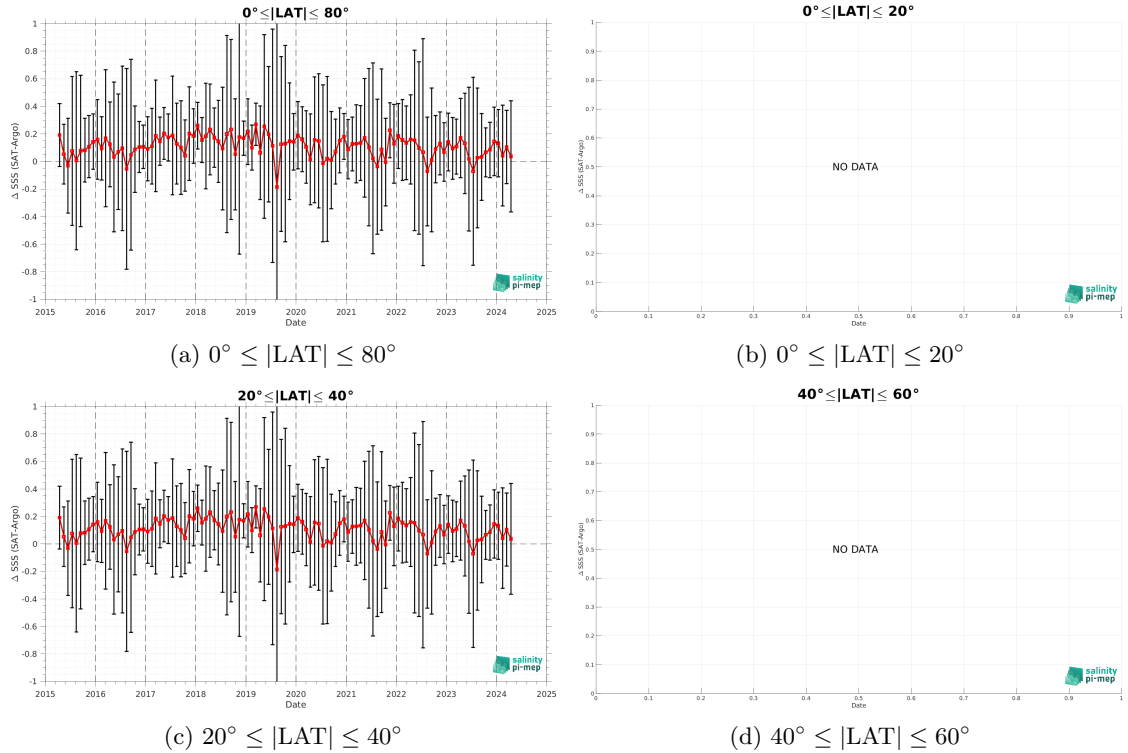 0°≤|LAT|≤ 80°
1
0.8
0.6
0.4
0.2
0
-0.2
-0.4
-0.6
-0.8
-1
Δ SSS (SAT-Argo)
2015 2016 2017 2018 2019 2020 2021 2022 2023 2024 2025
Date
salinity
pi-mep
(a) 0° ≤ |LAT| ≤ 80°
0°≤|LAT|≤ 20°
1
0.9
0.8
0.7
0.6
0.5
0.4
0.3
0.2
0.1
0
Δ SSS (SAT-Argo)
NO DATA
0 0.1 0.2 0.3 0.4 0.5 0.6 0.7 0.8 0.9 1
Date
salinity
pi-mep
(b) 0° ≤ |LAT| ≤ 20°
20°≤|LAT|≤ 40°
1
0.8
0.6
0.4
0.2
0
-0.2
-0.4
-0.6
-0.8
-1
Δ SSS (SAT-Argo)
2015 2016 2017 2018 2019 2020 2021 2022 2023 2024 2025
Date
salinity
pi-mep
(c) 20° ≤ |LAT| ≤ 40°
40°≤|LAT|≤ 60°
1
0.9
0.8
0.7
0.6
0.5
0.4
0.3
0.2
0.1
0
Δ SSS (SAT-Argo)
NO DATA
0 0.1 0.2 0.3 0.4 0.5 0.6 0.7 0.8 0.9 1
Date
salinity
pi-mep
(d) 40° ≤ |LAT| ≤ 60°